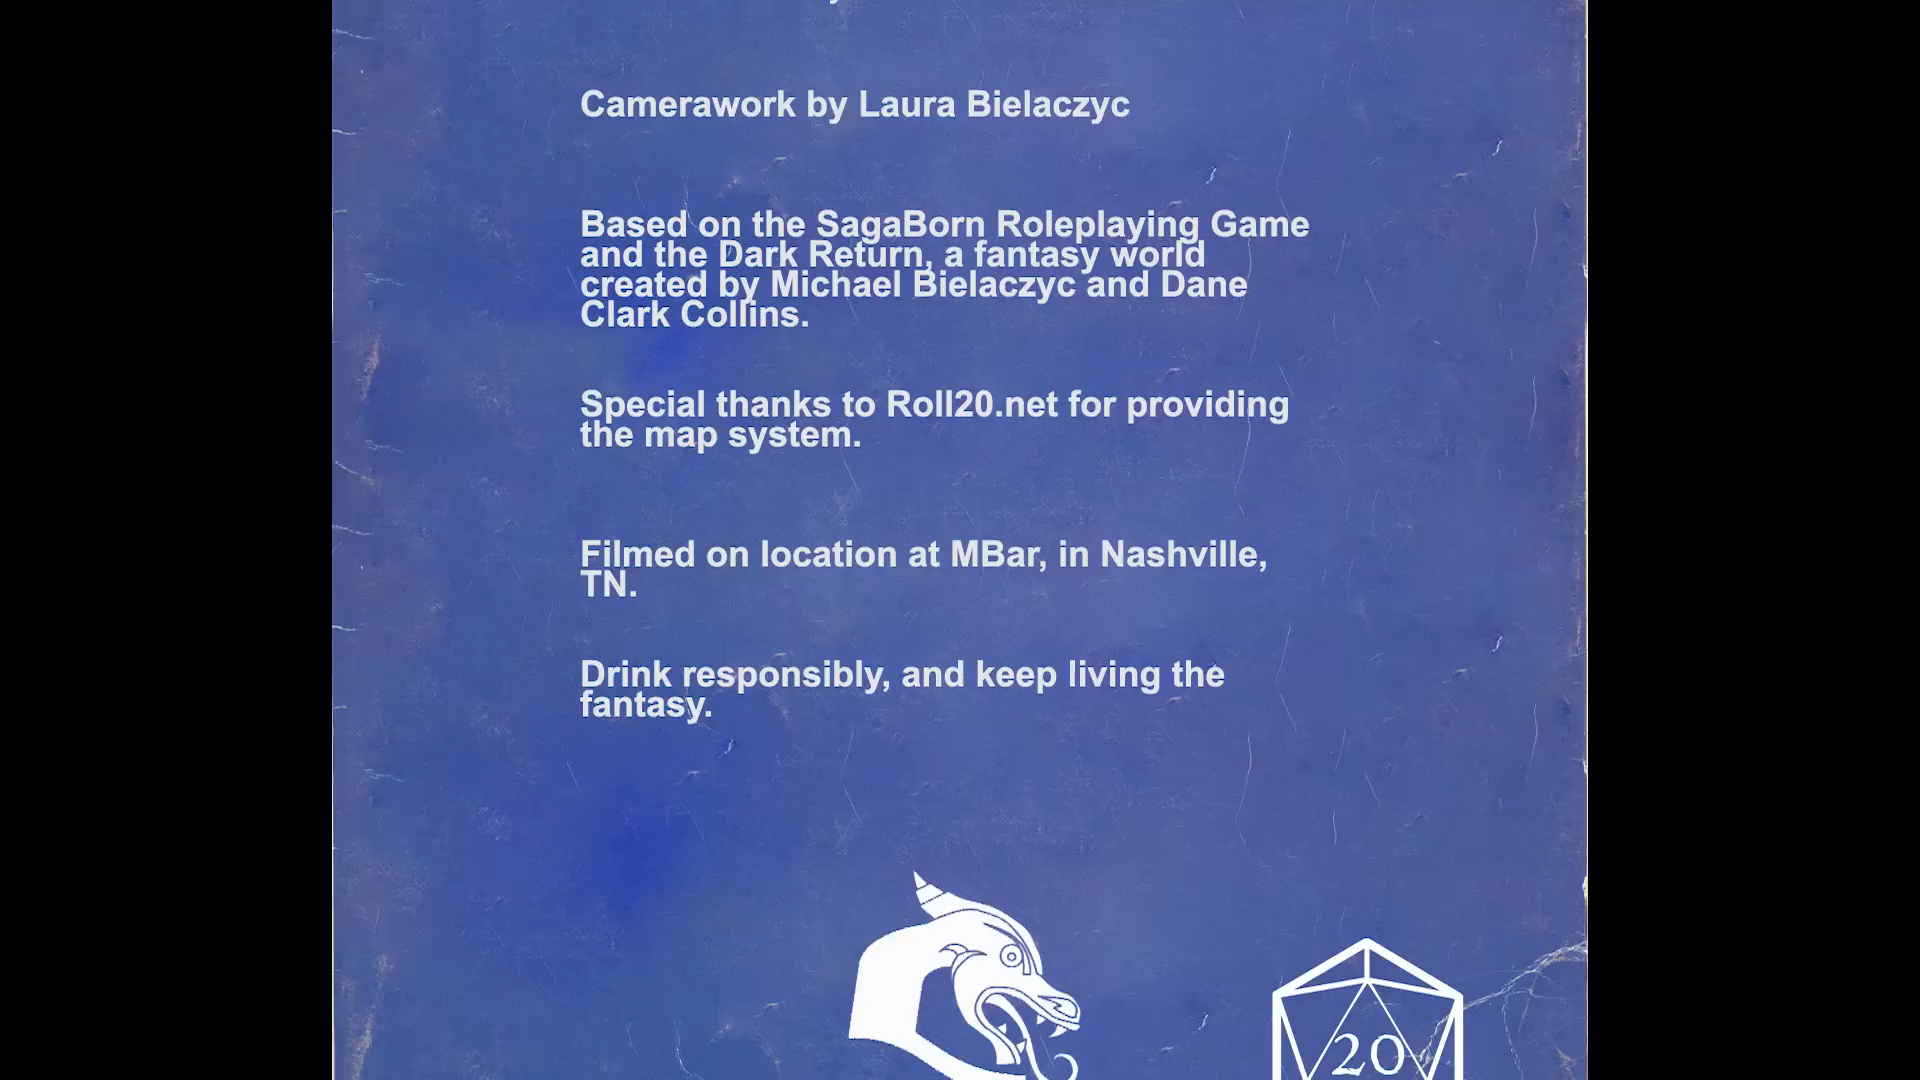 Camerawork by Laura Bielaczyc
Based on the SagaBorn Roleplaying Game
and the Dark Return, a fantasy world
created by Michael Bielaczyc and Dane
Clark Collins.
Special thanks to Roll20.net for providing
the map system.
Filmed on location at MBar, in Nashville,
TN.
Drink responsibly, and keep living the
fantasy.
20